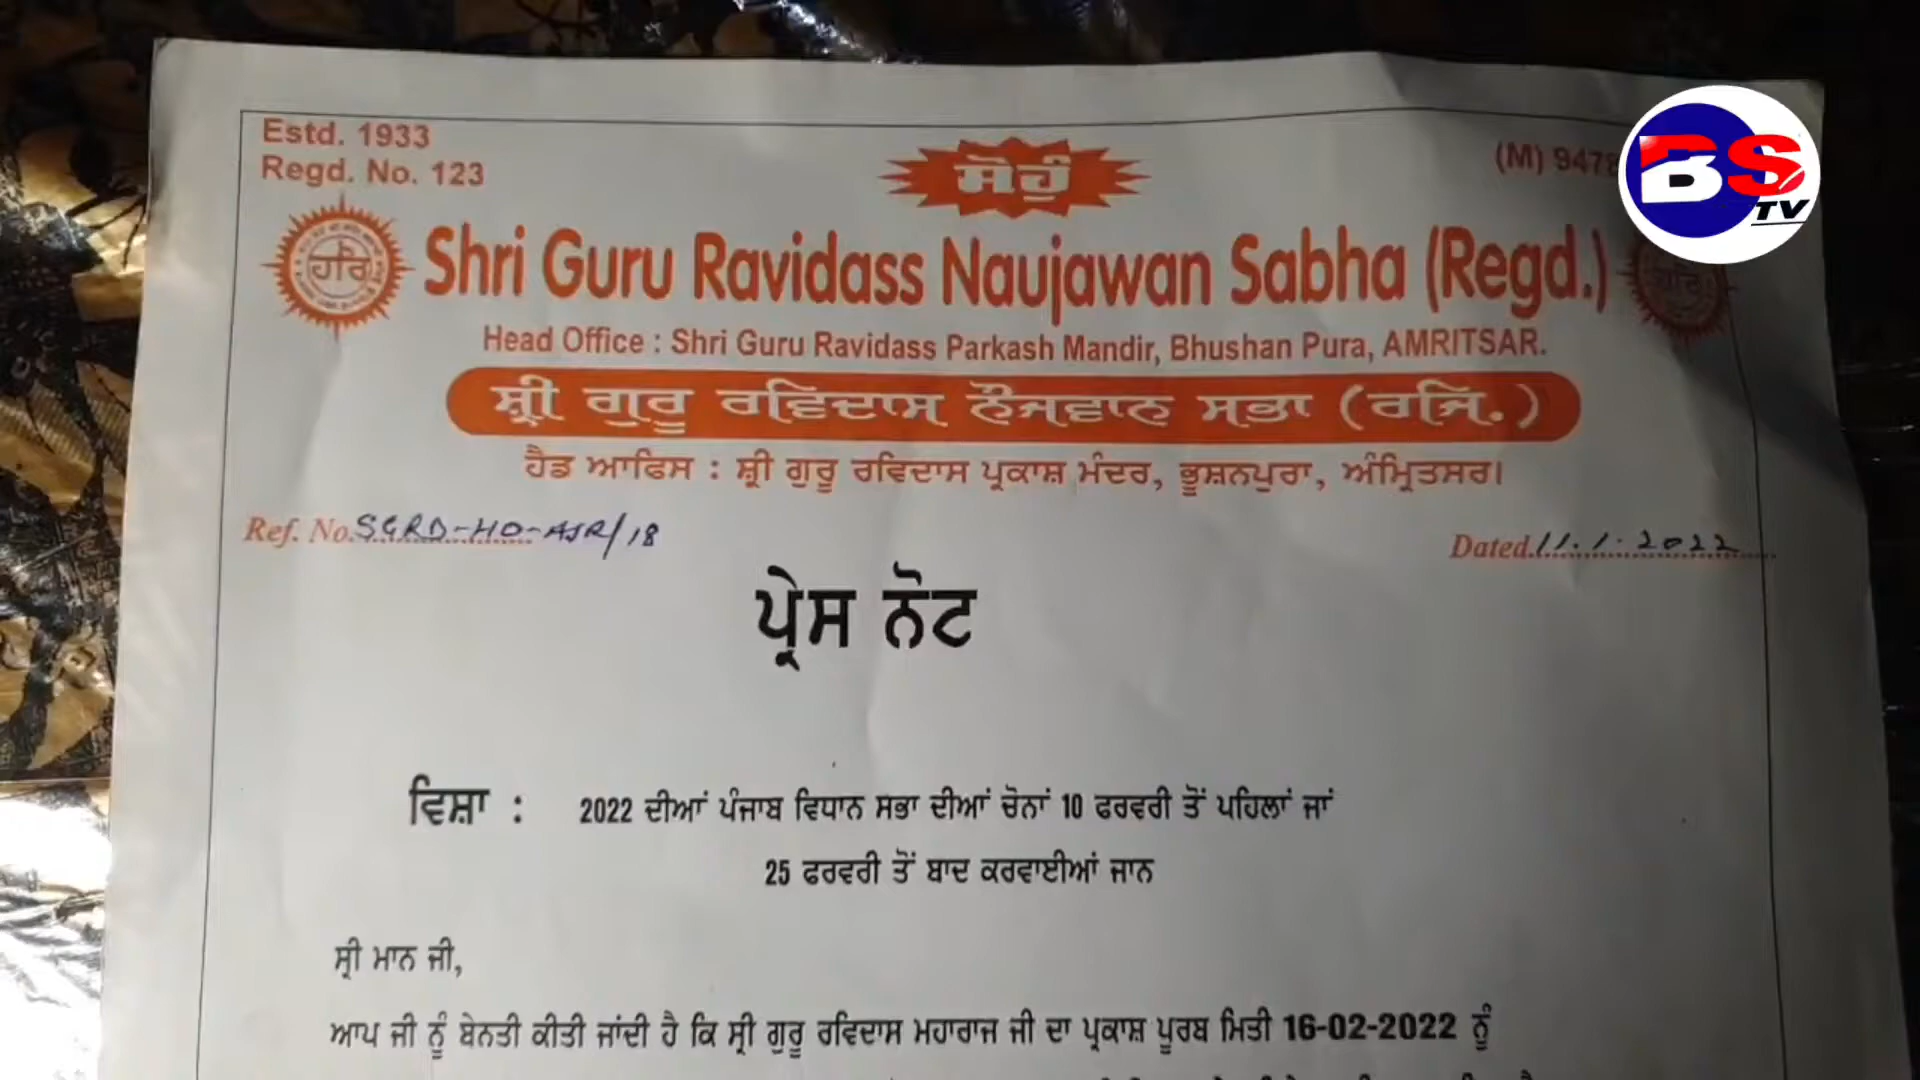 Estd. 1933
Regd. No. 123
ਸੋਹੰ
(M) 9478
BS TV
ਹਰਿ
Shri Guru Ravidass Naujawan Sabha (Regd.)
ਹਰਿ
Head Office : Shri Guru Ravidass Parkash Mandir, Bhushan Pura, AMRITSAR.
ਸ਼੍ਰੀ ਗੁਰੂ ਰਵਿਦਾਸ ਨੌਜਵਾਨ ਸਭਾ (ਰਜਿ.)
ਹੈਡ ਆਫਿਸ : ਸ਼੍ਰੀ ਗੁਰੂ ਰਵਿਦਾਸ ਪ੍ਰਕਾਸ਼ ਮੰਦਰ, ਭੂਸ਼ਨਪੁਰਾ, ਅੰਮ੍ਰਿਤਸਰ।
Ref. No. SGRD-HO-ASR/18
Dated. 11.1.2022
ਪ੍ਰੈਸ ਨੋਟ
ਵਿਸ਼ਾ : 2022 ਦੀਆਂ ਪੰਜਾਬ ਵਿਧਾਨ ਸਭਾ ਦੀਆਂ ਚੋਨਾਂ 10 ਫਰਵਰੀ ਤੋਂ ਪਹਿਲਾਂ ਜਾਂ
25 ਫਰਵਰੀ ਤੋਂ ਬਾਦ ਕਰਵਾਈਆਂ ਜਾਨ
ਸ਼੍ਰੀ ਮਾਨ ਜੀ,
ਆਪ ਜੀ ਨੂੰ ਬੇਨਤੀ ਕੀਤੀ ਜਾਂਦੀ ਹੈ ਕਿ ਸ਼੍ਰੀ ਗੁਰੂ ਰਵਿਦਾਸ ਮਹਾਰਾਜ ਜੀ ਦਾ ਪ੍ਰਕਾਸ਼ ਪੂਰਬ ਮਿਤੀ 16-02-2022 ਨੂੰ